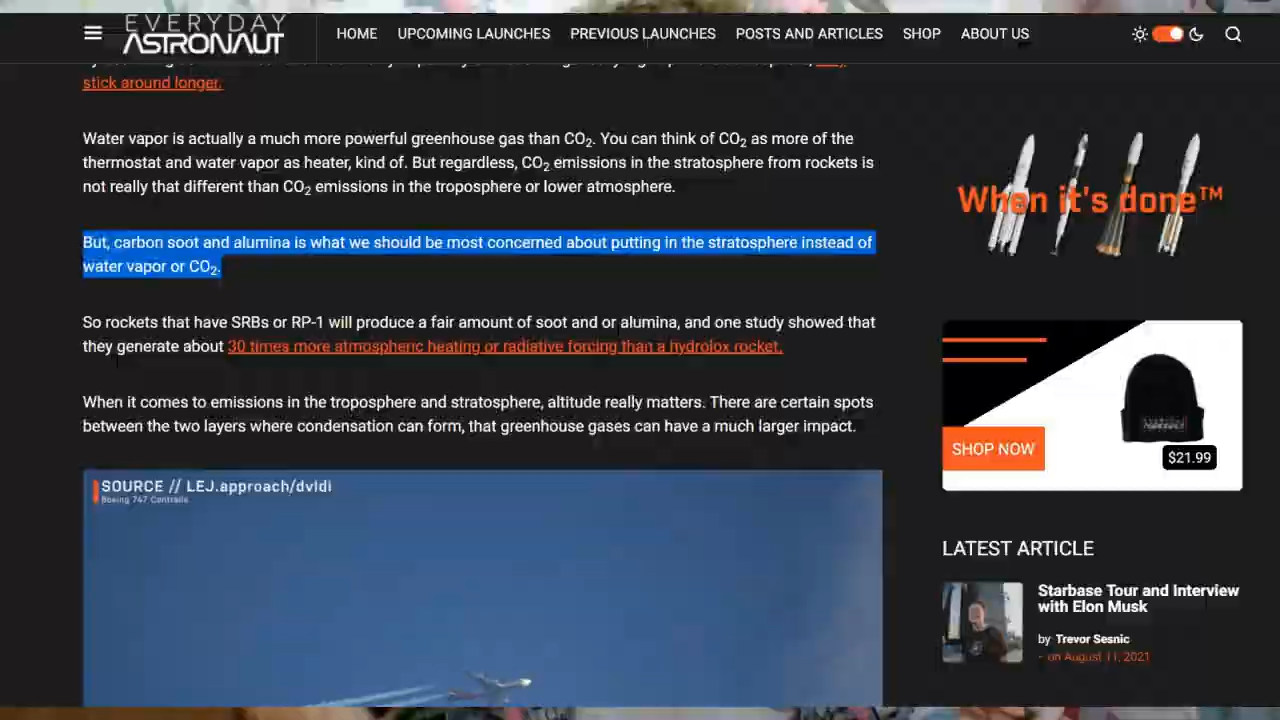 EVERYDAY
ASTRONAUT
HOME UPCOMING LAUNCHES PREVIOUS LAUNCHES POSTS AND ARTICLES SHOP ABOUT US
stick around longer.
Water vapor is actually a much more powerful greenhouse gas than CO₂. You can think of CO₂ as more of the
thermostat and water vapor as heater, kind of. But regardless, CO₂ emissions in the stratosphere from rockets is
not really that different than CO₂ emissions in the troposphere or lower atmosphere.
But, carbon soot and alumina is what we should be most concerned about putting in the stratosphere instead of
water vapor or CO₂.
So rockets that have SRBs or RP-1 will produce a fair amount of soot and or alumina, and one study showed that
they generate about 30 times more atmospheric heating or radiative forcing than a hydrolox rocket.
When it comes to emissions in the troposphere and stratosphere, altitude really matters. There are certain spots
between the two layers where condensation can form, that greenhouse gases can have a much larger impact.
SOURCE // LEJ.approach/dvidi
Boeing 747 Contrails
When it's done™
SHOP NOW
$21.99
LATEST ARTICLE
Starbase Tour and Interview
with Elon Musk
by Trevor Sesnic
- on August 11, 2021